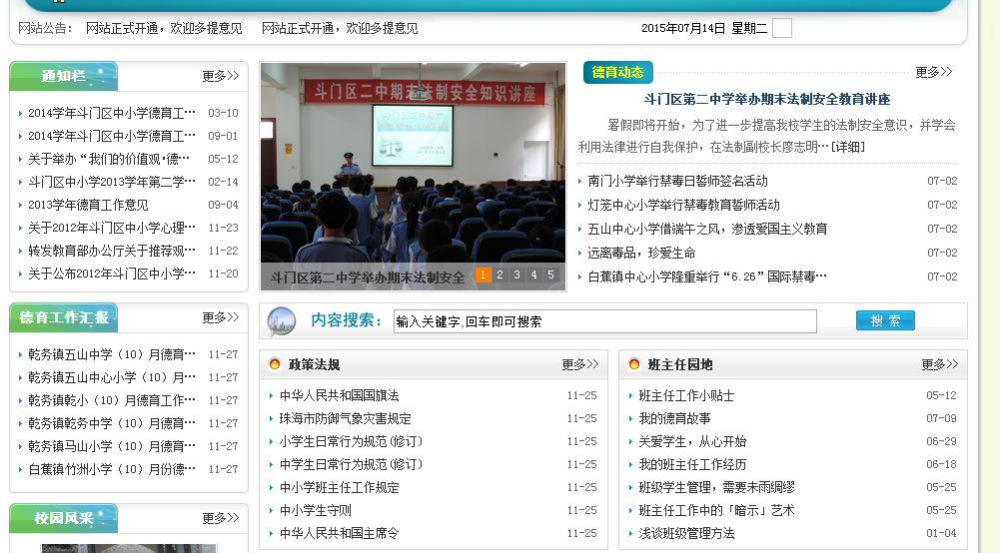 网站公告: 网站正式开通，欢迎多提意见 网站正式开通，欢迎多提意见 2015年07月14日 星期二
通知栏 更多>>
2014学年斗门区中小学德育工… 03-10
2014学年斗门区中小学德育工… 09-01
关于举办“我们的价值观·德… 05-12
斗门区中小学2013学年第二学… 02-14
2013学年德育工作意见 09-04
关于2012年斗门区中小学心理… 11-23
转发教育部办公厅关于推荐观… 11-22
关于公布2012年斗门区中小学… 11-20
斗门区二中期末法制安全知识讲座
斗门区第二中学举办期末法制安全 1 2 3 4 5
德育动态 更多>>
斗门区第二中学举办期末法制安全教育讲座
暑假即将开始，为了进一步提高我校学生的法制安全意识，并学会
利用法律进行自我保护，在法制副校长廖志明…[详细]
南门小学举行禁毒日誓师签名活动 07-02
灯笼中心小学举行禁毒教育誓师活动 07-02
五山中心小学借端午之风，渗透爱国主义教育 07-02
远离毒品，珍爱生命 07-02
白蕉镇中心小学隆重举行“6.26”国际禁毒… 07-02
德育工作汇报 更多>>
乾务镇五山中学（10）月德育… 11-27
乾务镇五山中心小学（10）月… 11-27
乾务镇乾小（10）月德育工作… 11-27
乾务镇乾务中学（10）月德育… 11-27
乾务镇马山小学（10）月德育… 11-27
白蕉镇竹洲小学（10）月份德… 11-27
校园风采 更多>>
内容搜索： 输入关键字,回车即可搜索 搜 索
政策法规 更多>>
中华人民共和国国旗法 11-25
珠海市防御气象灾害规定 11-25
小学生日常行为规范(修订） 11-25
中学生日常行为规范(修订） 11-25
中小学班主任工作规定 11-25
中小学生守则 11-25
中华人民共和国主席令 11-25
班主任园地 更多>>
班主任工作小贴士 05-12
我的德育故事 07-09
关爱学生，从心开始 06-29
我的班主任工作经历 06-18
班级学生管理，需要未雨绸缪 05-25
班主任工作中的「暗示」艺术 05-25
浅谈班级管理方法 01-04